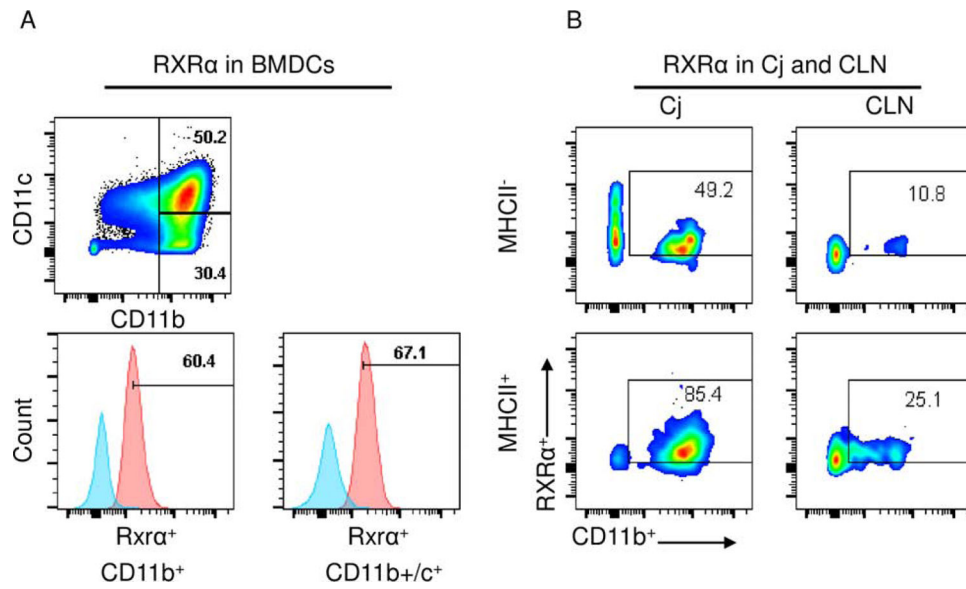 A
RXRα in BMDCs
50.2
CD11c
30.4
CD11b
60.4
67.1
Count
Rxrα⁺
Rxrα⁺
CD11b⁺
CD11b+/c⁺
B
RXRα in Cj and CLN
Cj
CLN
MHCII⁻
49.2
10.8
MHCII⁺
85.4
25.1
RXRα⁺
CD11b⁺